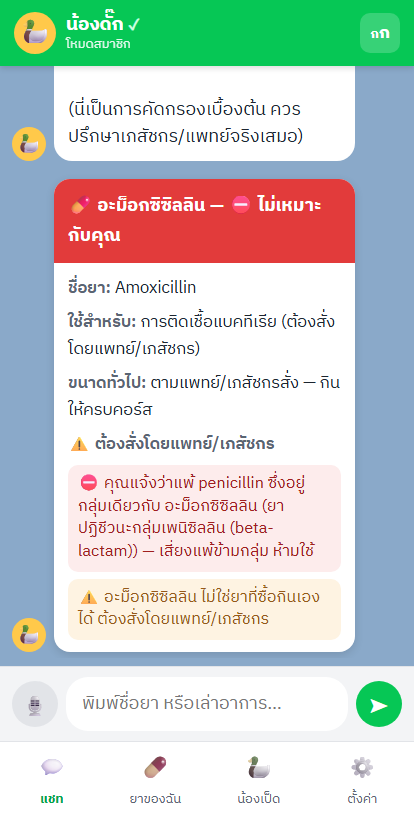 น้องดั๊ก ✓
โหมดสมาชิก
กก
(นี่เป็นการคัดกรองเบื้องต้น ควร
ปรึกษาเภสัชกร/แพทย์จริงเสมอ)
💊 อะม็อกซิซิลลิน — ⛔ ไม่เหมาะ
กับคุณ
ชื่อยา: Amoxicillin
ใช้สำหรับ: การติดเชื้อแบคทีเรีย (ต้องสั่ง
โดยแพทย์/เภสัชกร)
ขนาดทั่วไป: ตามแพทย์/เภสัชกรสั่ง — กิน
ให้ครบคอร์ส
⚠️ ต้องสั่งโดยแพทย์/เภสัชกร
⛔ คุณแจ้งว่าแพ้ penicillin ซึ่งอยู่
กลุ่มเดียวกับ อะม็อกซิซิลลิน (ยา
ปฏิชีวนะกลุ่มเพนิซิลลิน (beta-
lactam)) — เสี่ยงแพ้ข้ามกลุ่ม ห้ามใช้
⚠️ อะม็อกซิซิลลิน ไม่ใช่ยาที่ซื้อกินเอง
ได้ ต้องสั่งโดยแพทย์/เภสัชกร
พิมพ์ชื่อยา หรือเล่าอาการ...
แชท
ยาของฉัน
น้องเป็ด
ตั้งค่า